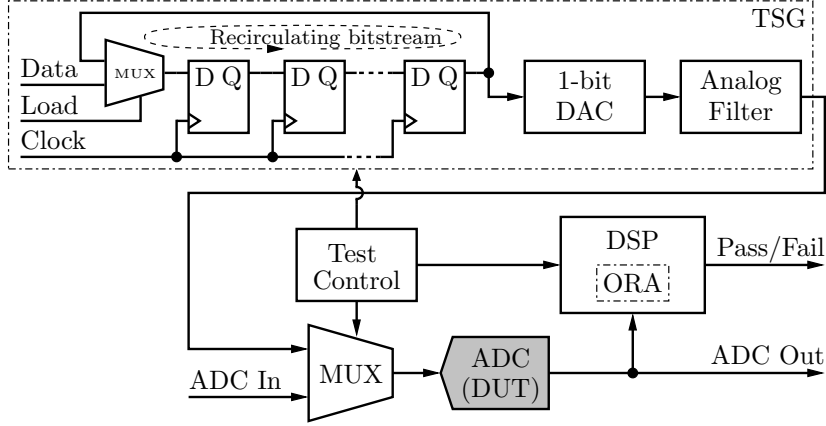 TSG
Recirculating bitstream
Data
MUX
D Q
D Q
D Q
1-bit
DAC
Analog
Filter
Load
Clock
Test
Control
DSP
ORA
Pass/Fail
MUX
ADC
(DUT)
ADC Out
ADC In